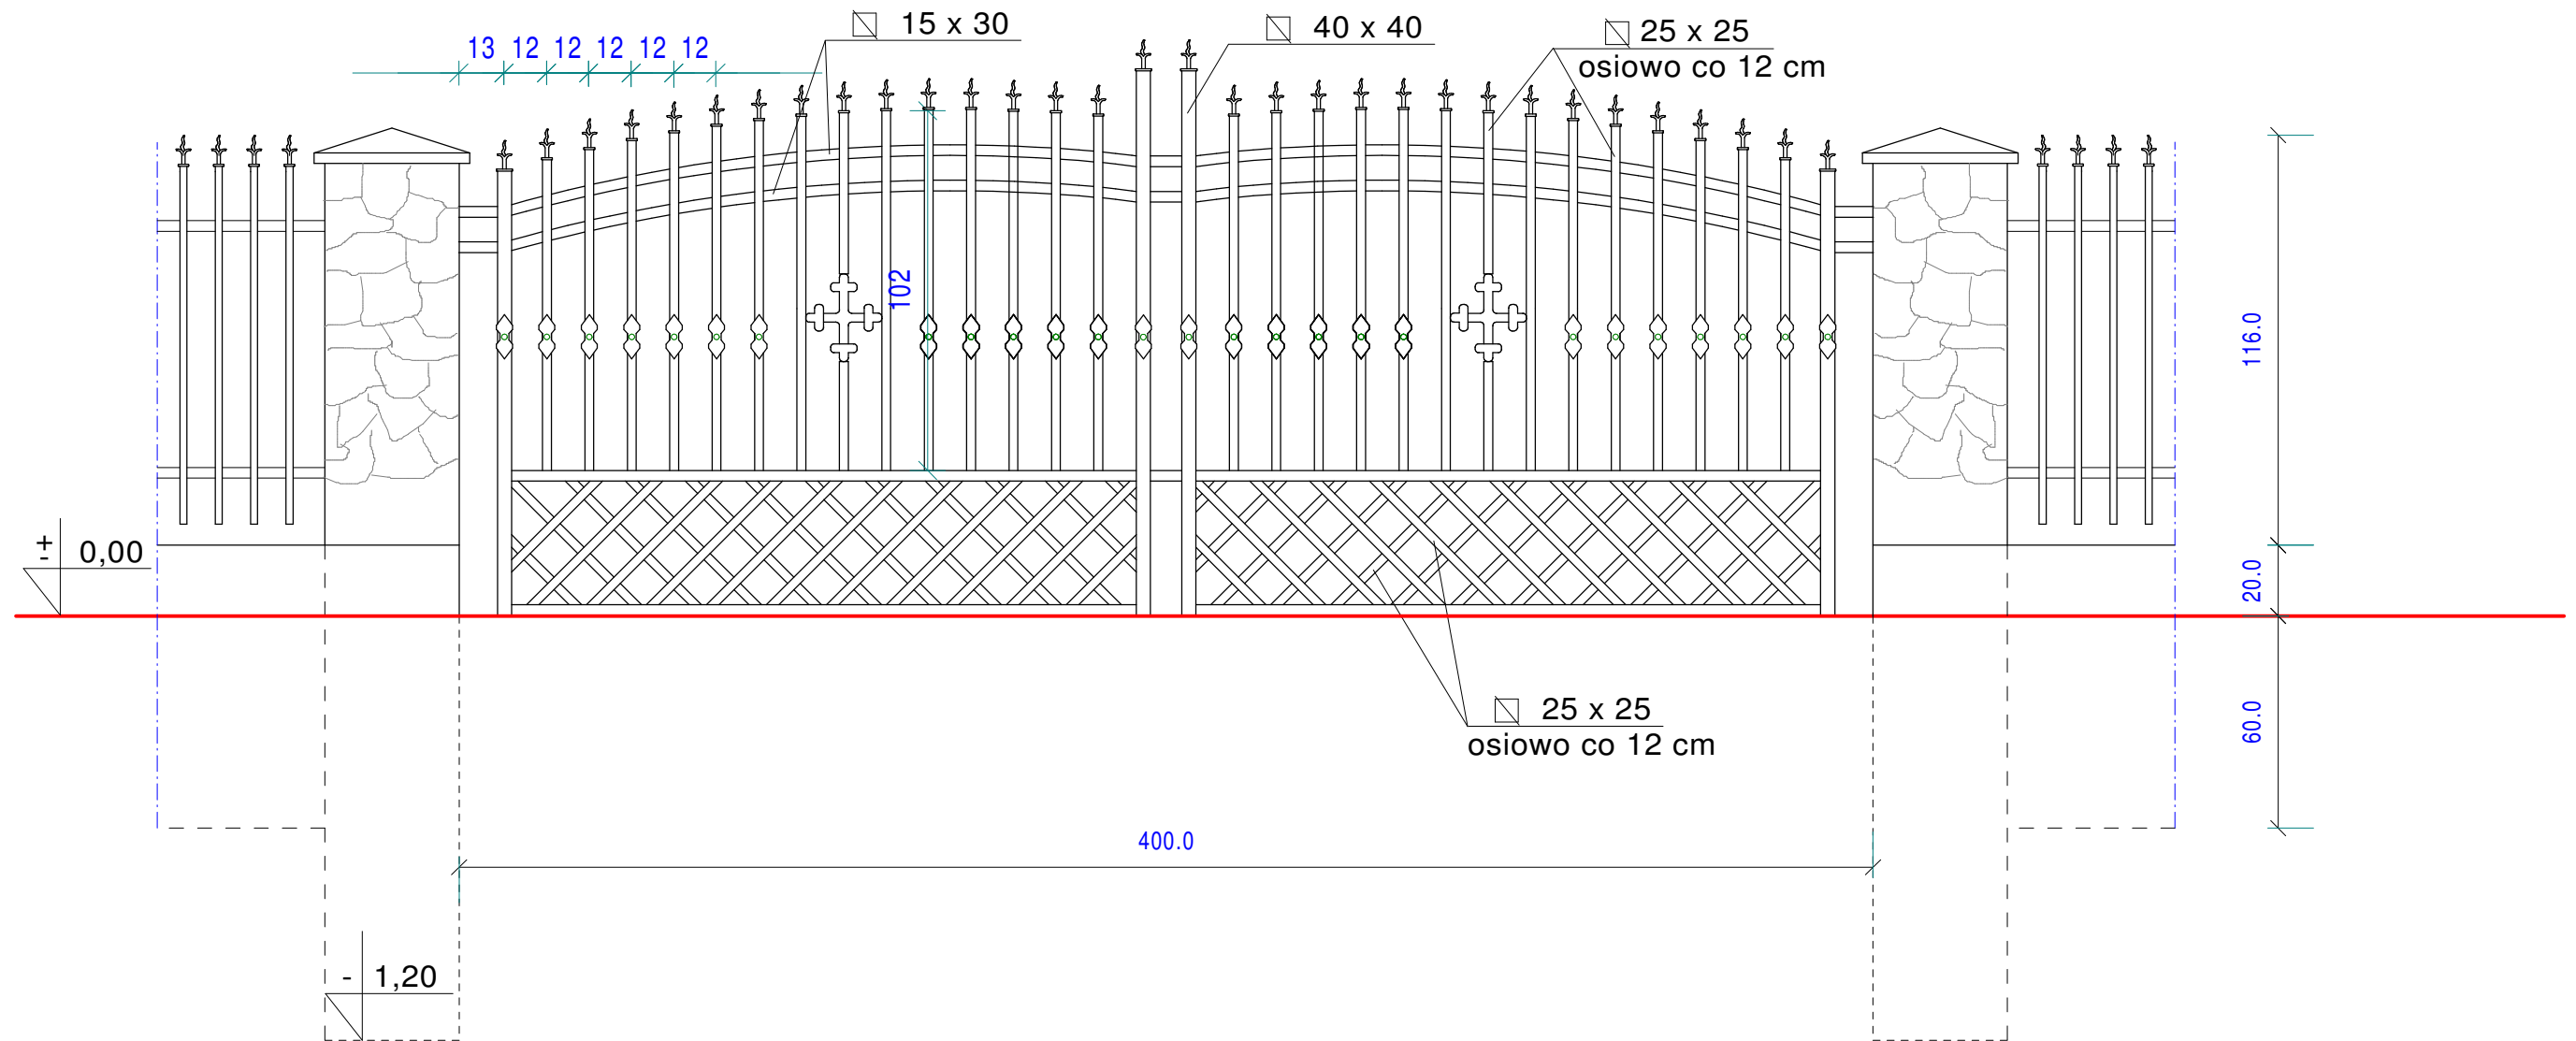 15 x 30
40 x 40
25 x 25
osiowo co 12 cm
13 12 12 12 12 12
102
116.0
± 0,00
20.0
60.0
25 x 25
osiowo co 12 cm
400.0
- 1,20